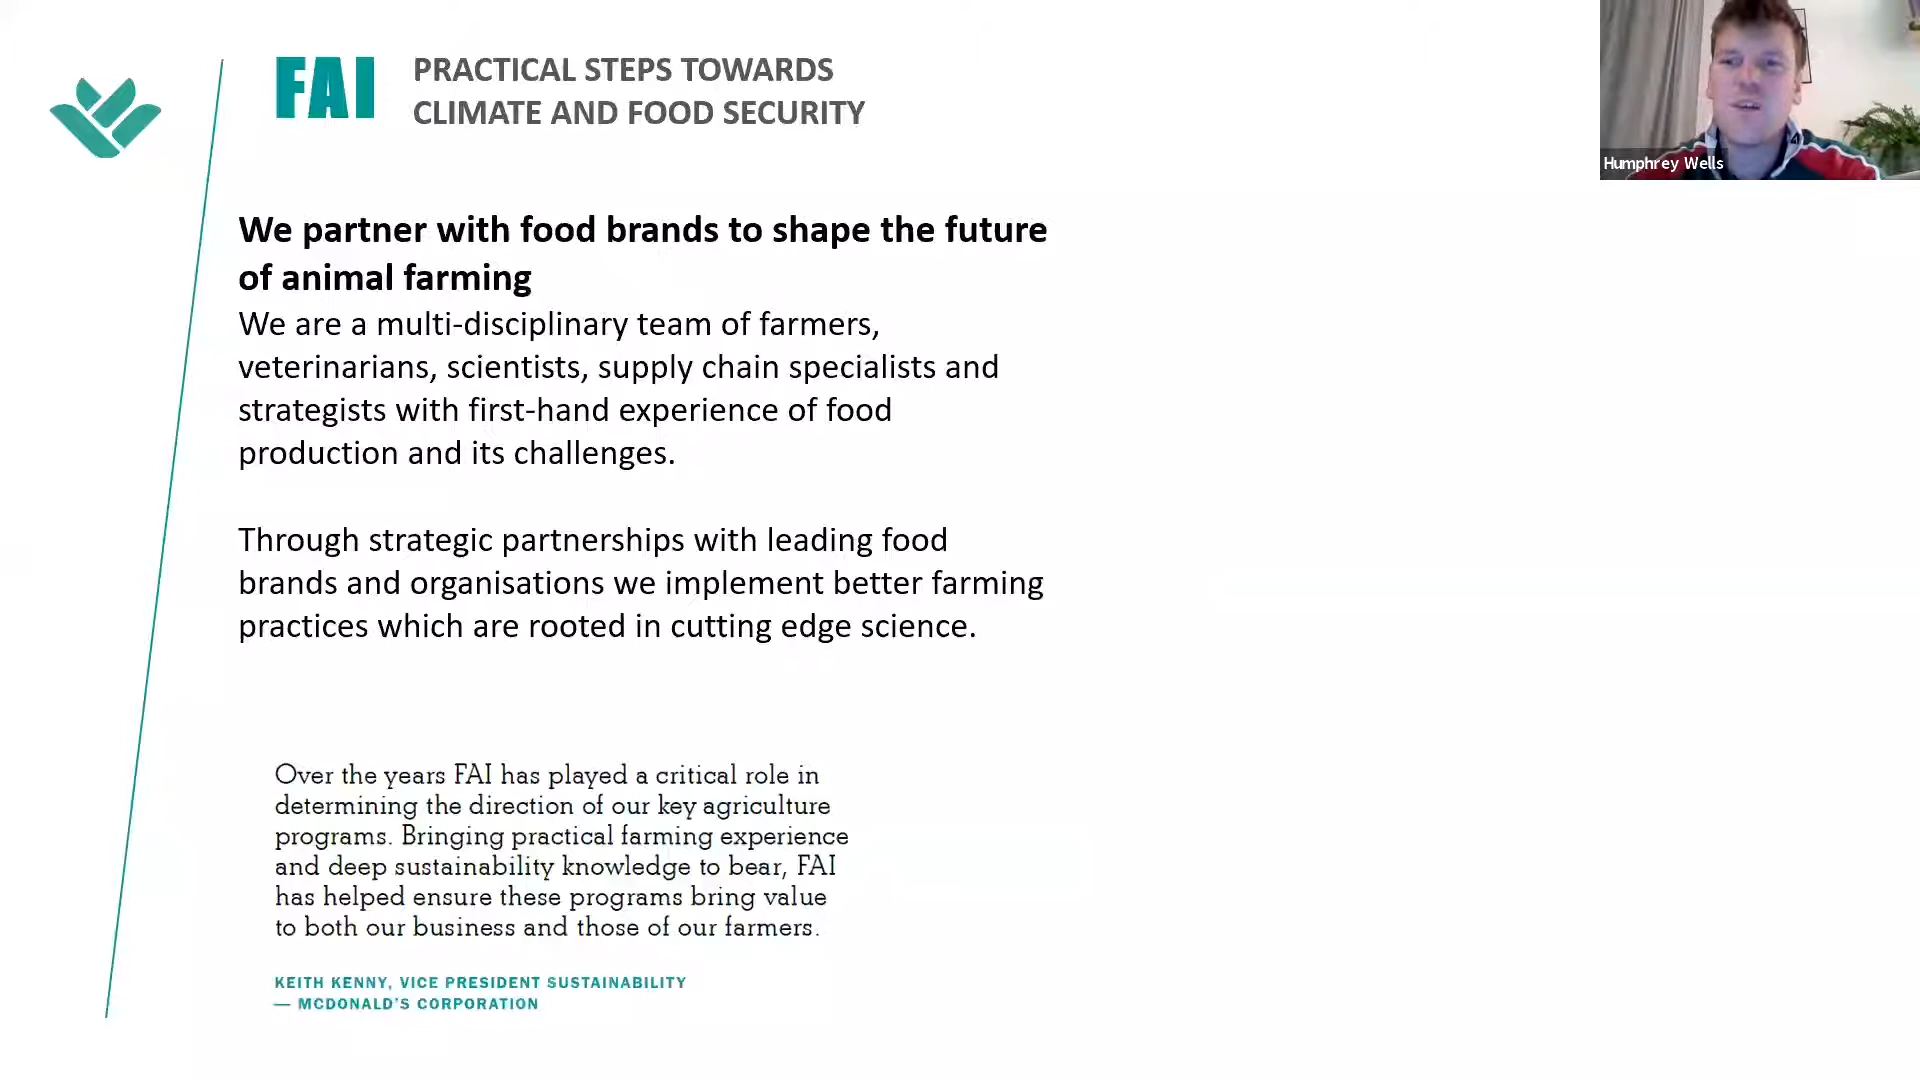 FAI
PRACTICAL STEPS TOWARDS
CLIMATE AND FOOD SECURITY
Humphrey Wells
We partner with food brands to shape the future
of animal farming
We are a multi-disciplinary team of farmers,
veterinarians, scientists, supply chain specialists and
strategists with first-hand experience of food
production and its challenges.
Through strategic partnerships with leading food
brands and organisations we implement better farming
practices which are rooted in cutting edge science.
Over the years FAI has played a critical role in
determining the direction of our key agriculture
programs. Bringing practical farming experience
and deep sustainability knowledge to bear, FAI
has helped ensure these programs bring value
to both our business and those of our farmers.
KEITH KENNY, VICE PRESIDENT SUSTAINABILITY
— MCDONALD'S CORPORATION